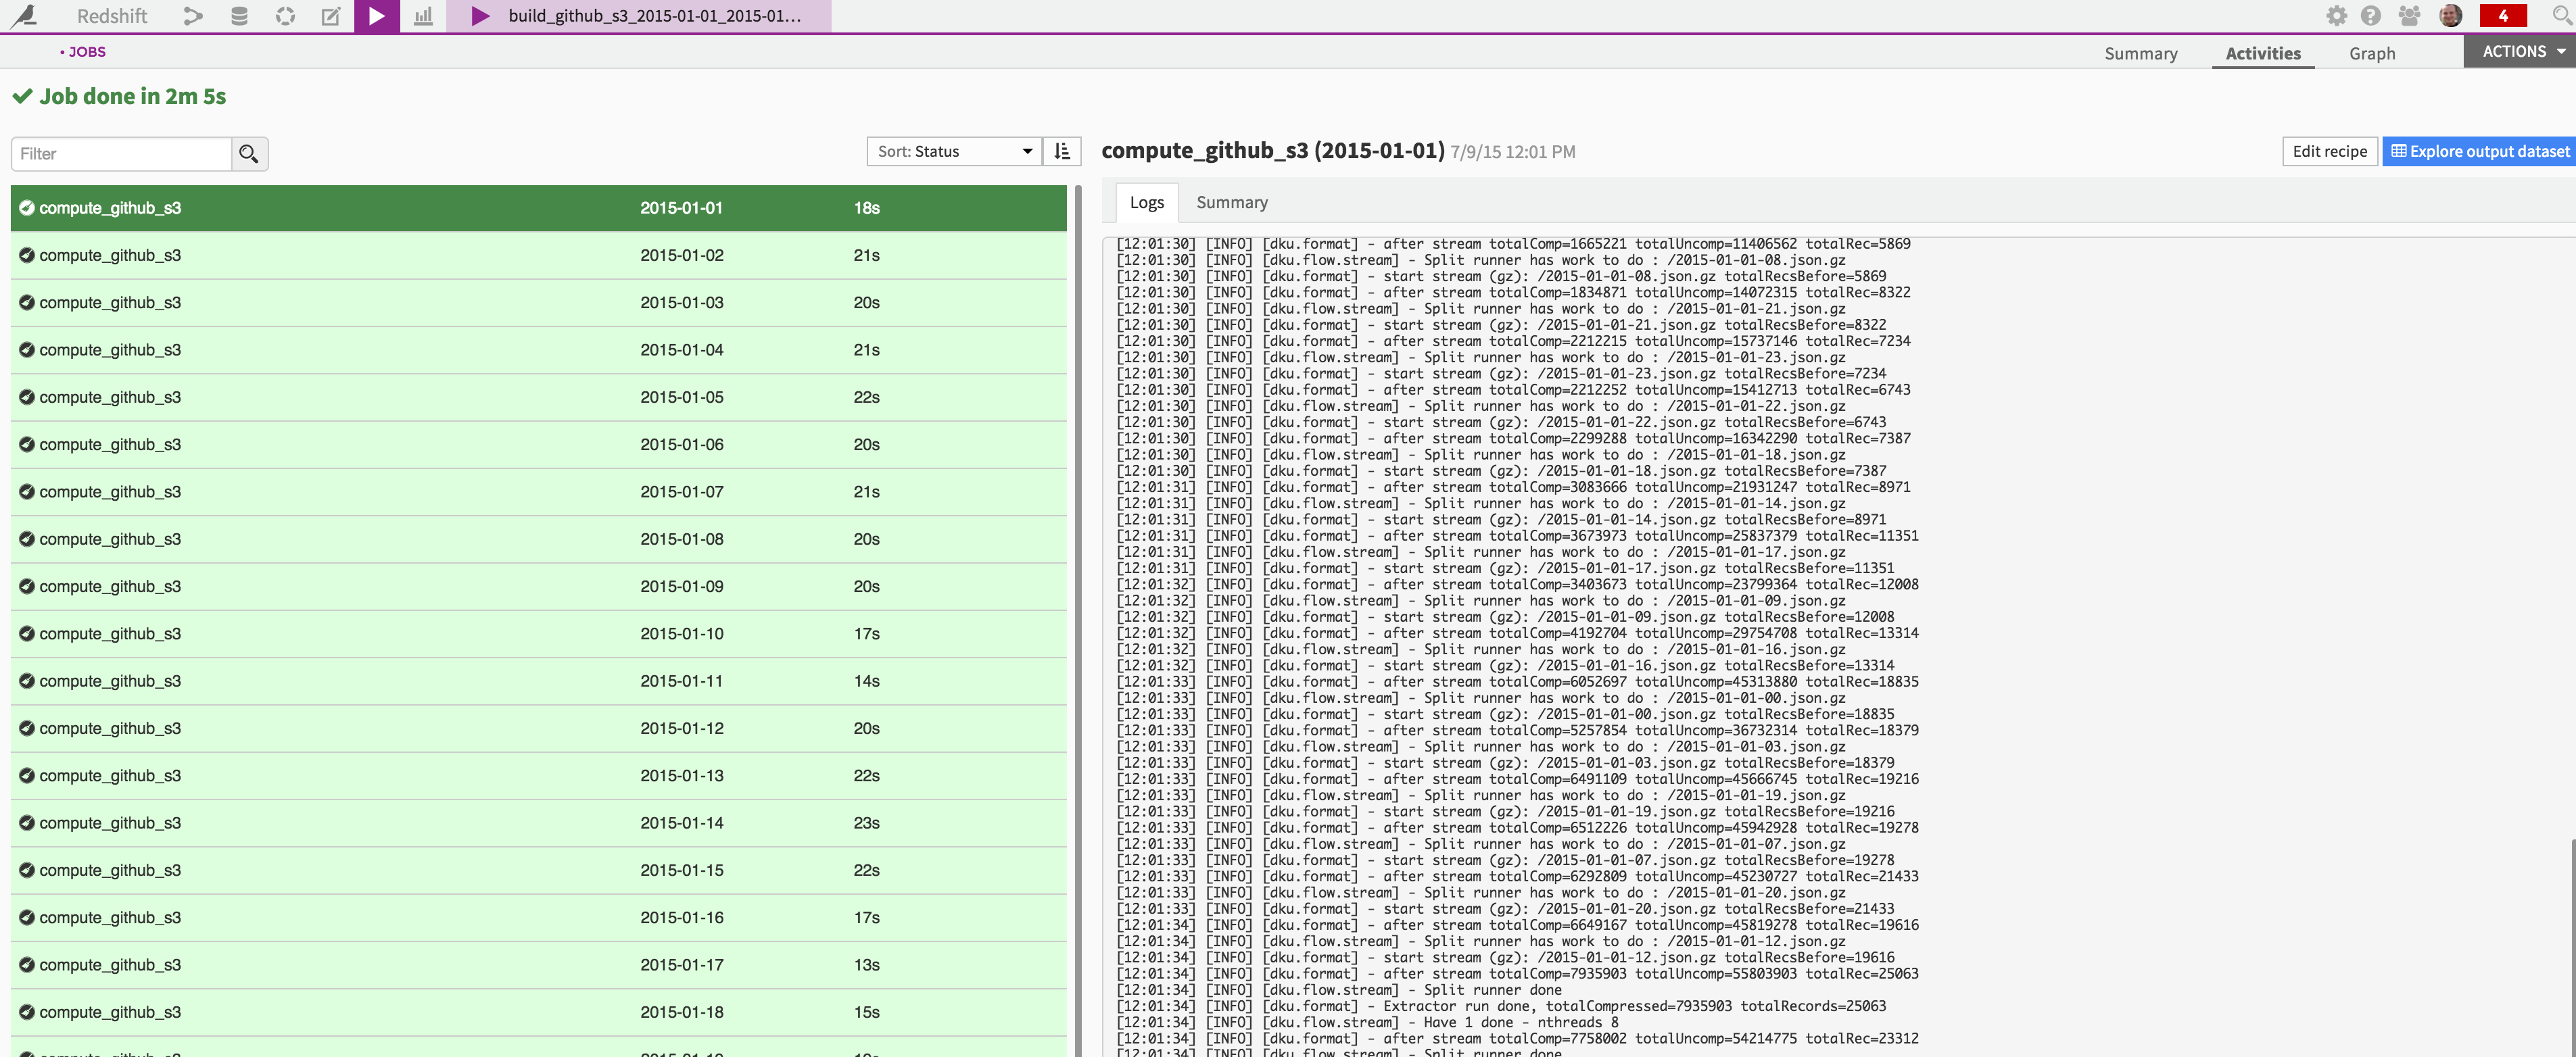 Redshift
build_github_s3_2015-01-01_2015-01...
4
• JOBS
Summary
Activities
Graph
ACTIONS
Job done in 2m 5s
Filter
Sort: Status
compute_github_s3 2015-01-01 18s
compute_github_s3 2015-01-02 21s
compute_github_s3 2015-01-03 20s
compute_github_s3 2015-01-04 21s
compute_github_s3 2015-01-05 22s
compute_github_s3 2015-01-06 20s
compute_github_s3 2015-01-07 21s
compute_github_s3 2015-01-08 20s
compute_github_s3 2015-01-09 20s
compute_github_s3 2015-01-10 17s
compute_github_s3 2015-01-11 14s
compute_github_s3 2015-01-12 20s
compute_github_s3 2015-01-13 22s
compute_github_s3 2015-01-14 23s
compute_github_s3 2015-01-15 22s
compute_github_s3 2015-01-16 17s
compute_github_s3 2015-01-17 13s
compute_github_s3 2015-01-18 15s
compute_github_s3 (2015-01-01) 7/9/15 12:01 PM
Edit recipe
Explore output dataset
Logs
Summary
[12:01:30] [INFO] [dku.format] - after stream totalComp=1665221 totalUncomp=11406562 totalRec=5869
[12:01:30] [INFO] [dku.flow.stream] - Split runner has work to do : /2015-01-01-08.json.gz
[12:01:30] [INFO] [dku.format] - start stream (gz): /2015-01-01-08.json.gz totalRecsBefore=5869
[12:01:30] [INFO] [dku.format] - after stream totalComp=1834871 totalUncomp=14072315 totalRec=8322
[12:01:30] [INFO] [dku.flow.stream] - Split runner has work to do : /2015-01-01-21.json.gz
[12:01:30] [INFO] [dku.format] - start stream (gz): /2015-01-01-21.json.gz totalRecsBefore=8322
[12:01:30] [INFO] [dku.format] - after stream totalComp=2212215 totalUncomp=15737146 totalRec=7234
[12:01:30] [INFO] [dku.flow.stream] - Split runner has work to do : /2015-01-01-23.json.gz
[12:01:30] [INFO] [dku.format] - start stream (gz): /2015-01-01-23.json.gz totalRecsBefore=7234
[12:01:30] [INFO] [dku.format] - after stream totalComp=2212252 totalUncomp=15412713 totalRec=6743
[12:01:30] [INFO] [dku.flow.stream] - Split runner has work to do : /2015-01-01-22.json.gz
[12:01:30] [INFO] [dku.format] - start stream (gz): /2015-01-01-22.json.gz totalRecsBefore=6743
[12:01:30] [INFO] [dku.format] - after stream totalComp=2299288 totalUncomp=16342290 totalRec=7387
[12:01:30] [INFO] [dku.flow.stream] - Split runner has work to do : /2015-01-01-18.json.gz
[12:01:30] [INFO] [dku.format] - start stream (gz): /2015-01-01-18.json.gz totalRecsBefore=7387
[12:01:31] [INFO] [dku.format] - after stream totalComp=3083666 totalUncomp=21931247 totalRec=8971
[12:01:31] [INFO] [dku.flow.stream] - Split runner has work to do : /2015-01-01-14.json.gz
[12:01:31] [INFO] [dku.format] - start stream (gz): /2015-01-01-14.json.gz totalRecsBefore=8971
[12:01:31] [INFO] [dku.format] - after stream totalComp=3673973 totalUncomp=25837379 totalRec=11351
[12:01:31] [INFO] [dku.flow.stream] - Split runner has work to do : /2015-01-01-17.json.gz
[12:01:31] [INFO] [dku.format] - start stream (gz): /2015-01-01-17.json.gz totalRecsBefore=11351
[12:01:32] [INFO] [dku.format] - after stream totalComp=3403673 totalUncomp=23799364 totalRec=12008
[12:01:32] [INFO] [dku.flow.stream] - Split runner has work to do : /2015-01-01-09.json.gz
[12:01:32] [INFO] [dku.format] - start stream (gz): /2015-01-01-09.json.gz totalRecsBefore=12008
[12:01:32] [INFO] [dku.format] - after stream totalComp=4192704 totalUncomp=29754708 totalRec=13314
[12:01:32] [INFO] [dku.flow.stream] - Split runner has work to do : /2015-01-01-16.json.gz
[12:01:32] [INFO] [dku.format] - start stream (gz): /2015-01-01-16.json.gz totalRecsBefore=13314
[12:01:33] [INFO] [dku.format] - after stream totalComp=6052697 totalUncomp=45313880 totalRec=18835
[12:01:33] [INFO] [dku.flow.stream] - Split runner has work to do : /2015-01-01-00.json.gz
[12:01:33] [INFO] [dku.format] - start stream (gz): /2015-01-01-00.json.gz totalRecsBefore=18835
[12:01:33] [INFO] [dku.format] - after stream totalComp=5257854 totalUncomp=36732314 totalRec=18379
[12:01:33] [INFO] [dku.flow.stream] - Split runner has work to do : /2015-01-01-03.json.gz
[12:01:33] [INFO] [dku.format] - start stream (gz): /2015-01-01-03.json.gz totalRecsBefore=18379
[12:01:33] [INFO] [dku.format] - after stream totalComp=6491109 totalUncomp=45666745 totalRec=19216
[12:01:33] [INFO] [dku.flow.stream] - Split runner has work to do : /2015-01-01-19.json.gz
[12:01:33] [INFO] [dku.format] - start stream (gz): /2015-01-01-19.json.gz totalRecsBefore=19216
[12:01:33] [INFO] [dku.format] - after stream totalComp=6512226 totalUncomp=45942928 totalRec=19278
[12:01:33] [INFO] [dku.flow.stream] - Split runner has work to do : /2015-01-01-07.json.gz
[12:01:33] [INFO] [dku.format] - start stream (gz): /2015-01-01-07.json.gz totalRecsBefore=19278
[12:01:33] [INFO] [dku.format] - after stream totalComp=6292809 totalUncomp=45230727 totalRec=21433
[12:01:33] [INFO] [dku.flow.stream] - Split runner has work to do : /2015-01-01-20.json.gz
[12:01:33] [INFO] [dku.format] - start stream (gz): /2015-01-01-20.json.gz totalRecsBefore=21433
[12:01:34] [INFO] [dku.format] - after stream totalComp=6649167 totalUncomp=45819278 totalRec=19616
[12:01:34] [INFO] [dku.flow.stream] - Split runner has work to do : /2015-01-01-12.json.gz
[12:01:34] [INFO] [dku.format] - start stream (gz): /2015-01-01-12.json.gz totalRecsBefore=19616
[12:01:34] [INFO] [dku.format] - after stream totalComp=7935903 totalUncomp=55803903 totalRec=25063
[12:01:34] [INFO] [dku.flow.stream] - Split runner done
[12:01:34] [INFO] [dku.format] - Extractor run done, totalCompressed=7935903 totalRecords=25063
[12:01:34] [INFO] [dku.flow.stream] - Have 1 done - nthreads 8
[12:01:34] [INFO] [dku.format] - after stream totalComp=7758002 totalUncomp=54214775 totalRec=23312
[12:01:34] [INFO] [dku.flow.stream] - Split runner done